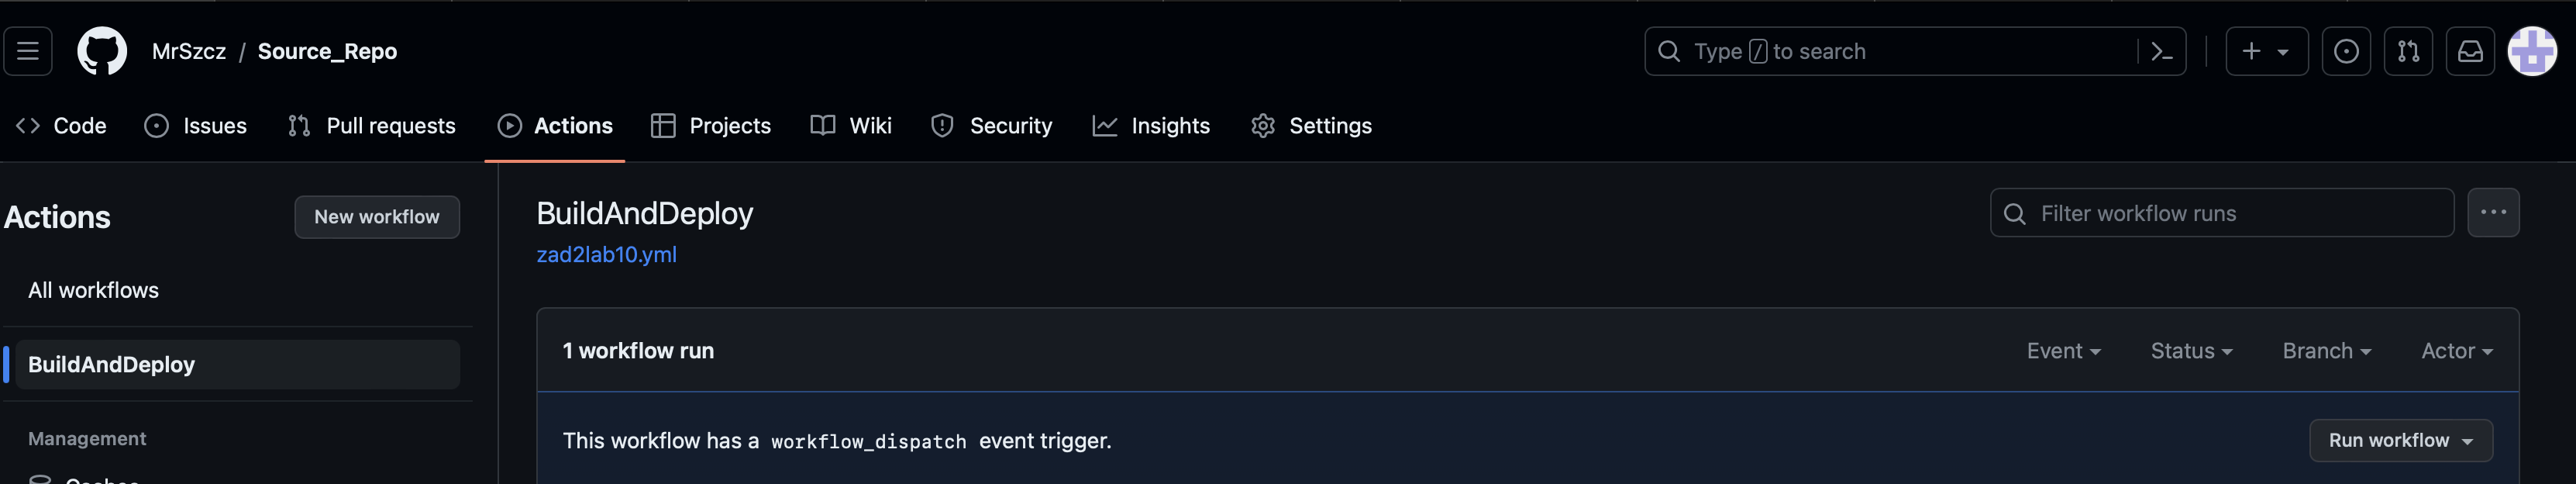 MrSzcz / Source_Repo
Type / to search
Code Issues Pull requests Actions Projects Wiki Security Insights Settings
Actions
New workflow
All workflows
BuildAndDeploy
Management
BuildAndDeploy
zad2lab10.yml
Filter workflow runs
1 workflow run
Event Status Branch Actor
This workflow has a workflow_dispatch event trigger.
Run workflow